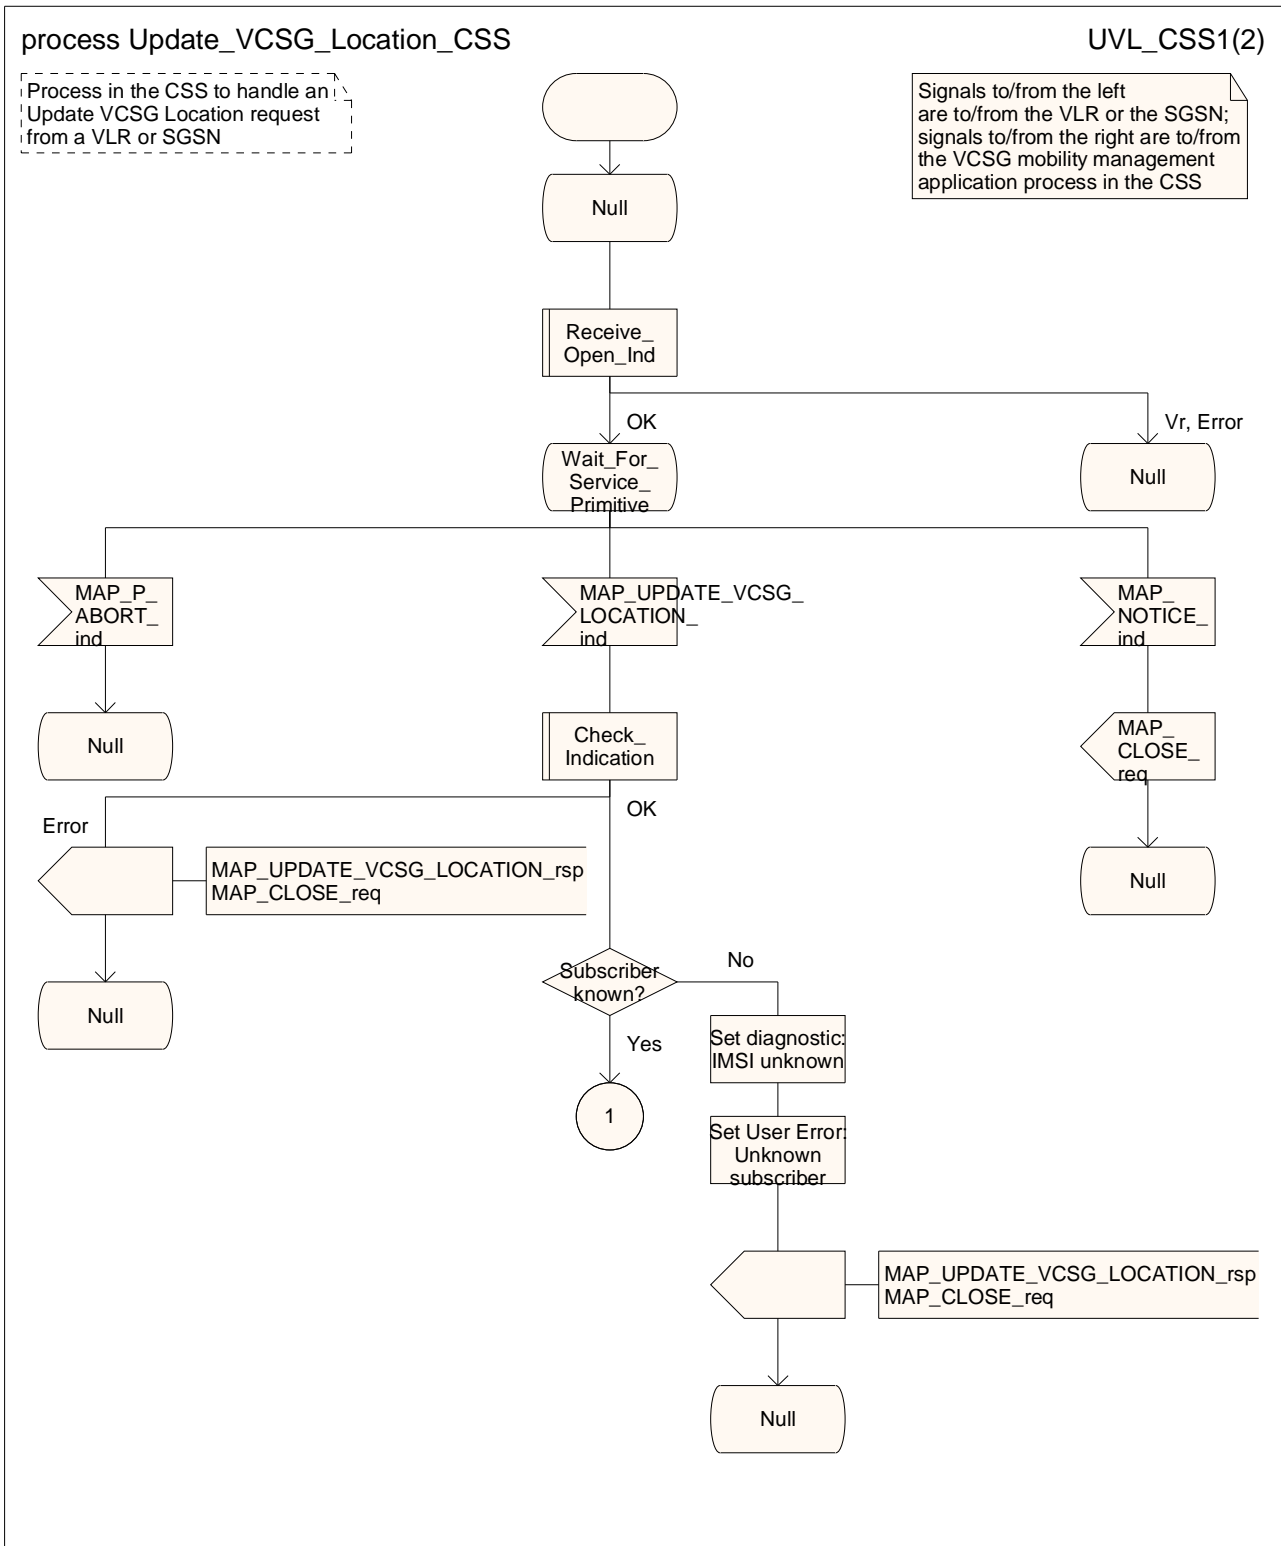 process Update_VCSG_Location_CSS
UVL_CSS1(2)
Process in the CSS to handle an
Update VCSG Location request
from a VLR or SGSN
Signals to/from the left
are to/from the VLR or the SGSN;
signals to/from the right are to/from
the VCSG mobility management
application process in the CSS
Null
Receive_
Open_Ind
OK
Vr, Error
Wait_For_
Service_
Primitive
Null
MAP_P_
ABORT_
ind
MAP_UPDATE_VCSG_
LOCATION_
ind
MAP_
NOTICE_
ind
Null
Check_
Indication
MAP_
CLOSE_
req
OK
Error
MAP_UPDATE_VCSG_LOCATION_rsp
MAP_CLOSE_req
Null
Null
Subscriber
known?
No
Yes
Set diagnostic:
IMSI unknown
1
Set User Error:
Unknown
subscriber
MAP_UPDATE_VCSG_LOCATION_rsp
MAP_CLOSE_req
Null